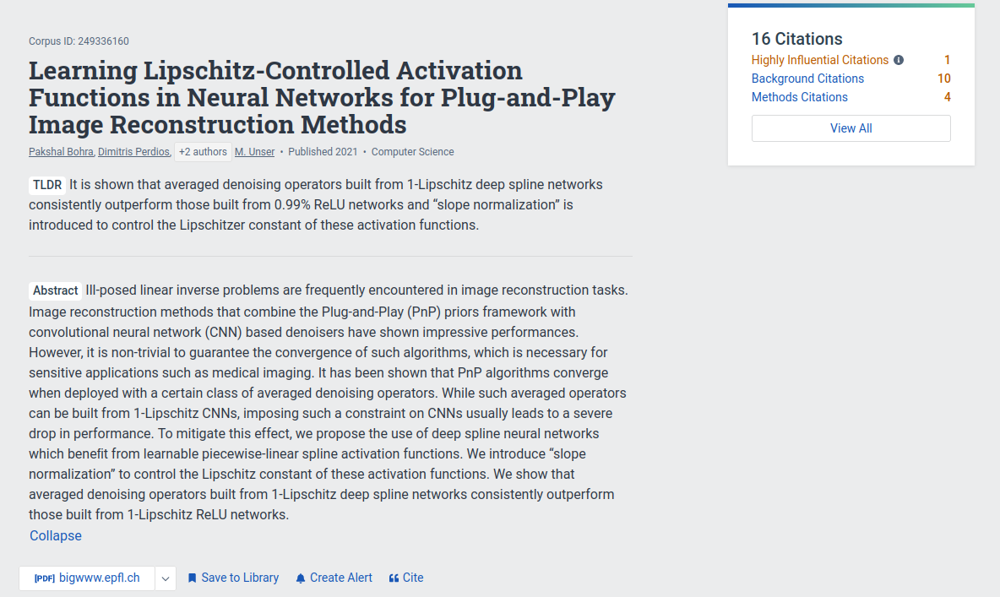 Corpus ID: 249336160
Learning Lipschitz-Controlled Activation
Functions in Neural Networks for Plug-and-Play
Image Reconstruction Methods
Pakshal Bohra, Dimitris Perdios, +2 authors M. Unser • Published 2021 • Computer Science
TLDR It is shown that averaged denoising operators built from 1-Lipschitz deep spline networks
consistently outperform those built from 0.99% ReLU networks and “slope normalization” is
introduced to control the Lipschitzer constant of these activation functions.
Abstract Ill-posed linear inverse problems are frequently encountered in image reconstruction tasks.
Image reconstruction methods that combine the Plug-and-Play (PnP) priors framework with
convolutional neural network (CNN) based denoisers have shown impressive performances.
However, it is non-trivial to guarantee the convergence of such algorithms, which is necessary for
sensitive applications such as medical imaging. It has been shown that PnP algorithms converge
when deployed with a certain class of averaged denoising operators. While such averaged operators
can be built from 1-Lipschitz CNNs, imposing such a constraint on CNNs usually leads to a severe
drop in performance. To mitigate this effect, we propose the use of deep spline neural networks
which benefit from learnable piecewise-linear spline activation functions. We introduce “slope
normalization” to control the Lipschitz constant of these activation functions. We show that
averaged denoising operators built from 1-Lipschitz deep spline networks consistently outperform
those built from 1-Lipschitz ReLU networks.
Collapse
[PDF] bigwww.epfl.ch Save to Library Create Alert Cite
16 Citations
Highly Influential Citations 1
Background Citations 10
Methods Citations 4
View All